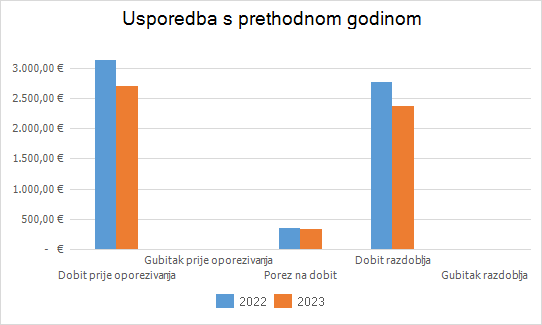 Usporedba s prethodnom godinom
3.000,00 €
2.500,00 €
2.000,00 €
1.500,00 €
1.000,00 €
500,00 €
- €
Gubitak prije oporezivanja Dobit razdoblja
Dobit prije oporezivanja Porez na dobit Gubitak razdoblja
2022 2023